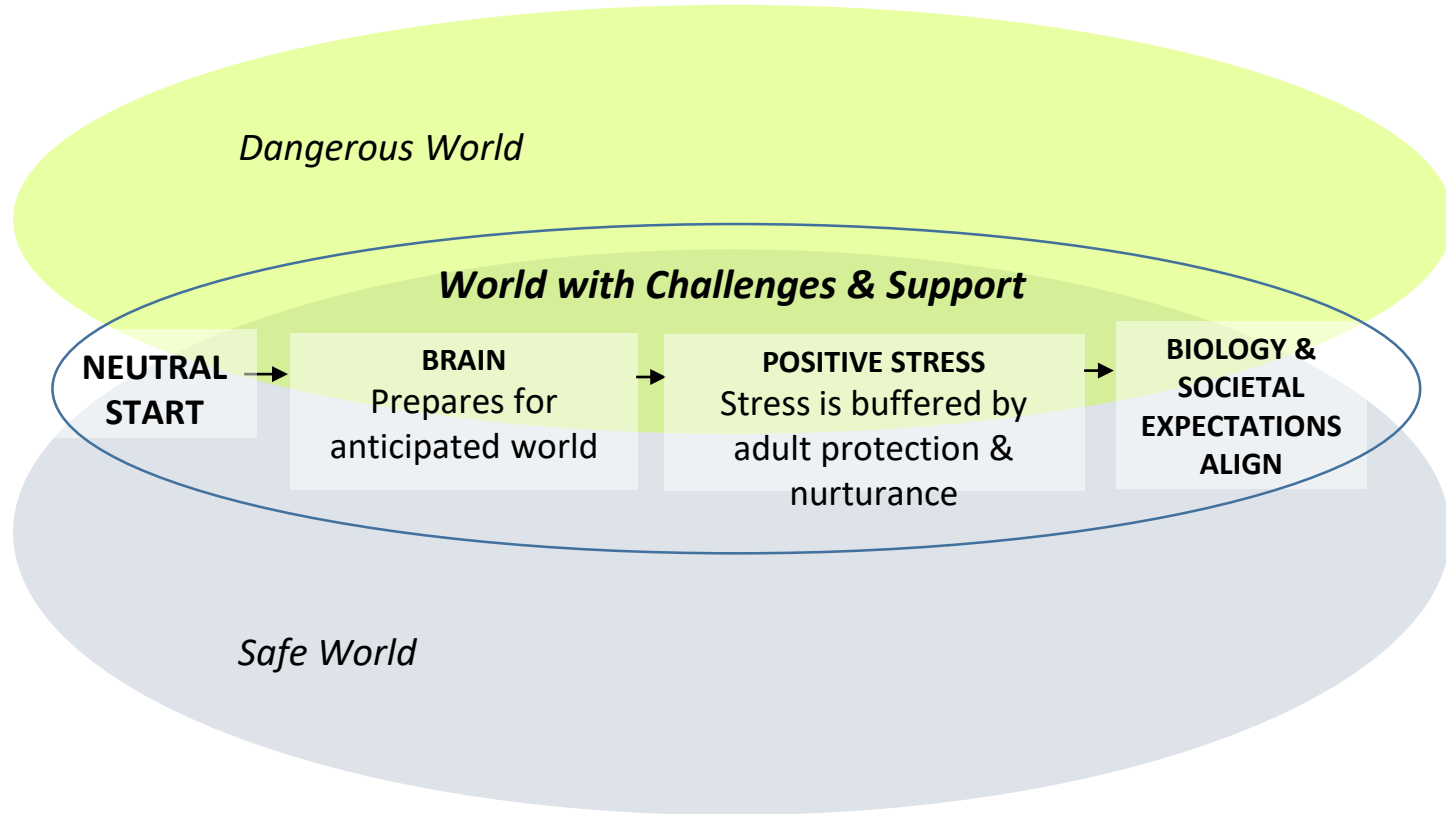 Dangerous World
World with Challenges & Support
NEUTRAL
START
BRAIN
Prepares for
anticipated world
POSITIVE STRESS
Stress is buffered by
adult protection &
nurturance
BIOLOGY &
SOCIETAL
EXPECTATIONS
ALIGN
Safe World